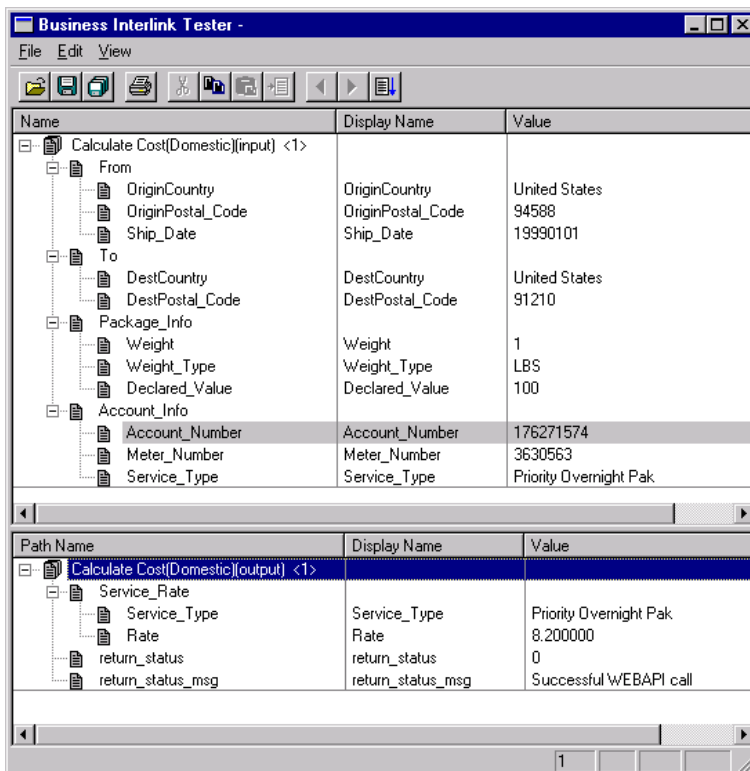 Business Interlink Tester -
File Edit View
Name Display Name Value
Calculate Cost(Domestic)(input) <1>
From
OriginCountry OriginCountry United States
OriginPostal_Code OriginPostal_Code 94588
Ship_Date Ship_Date 19990101
To
DestCountry DestCountry United States
DestPostal_Code DestPostal_Code 91210
Package_Info
Weight Weight 1
Weight_Type Weight_Type LBS
Declared_Value Declared_Value 100
Account_Info
Account_Number Account_Number 176271574
Meter_Number Meter_Number 3630563
Service_Type Service_Type Priority Overnight Pak
Path Name Display Name Value
Calculate Cost(Domestic)(output) <1>
Service_Rate
Service_Type Service_Type Priority Overnight Pak
Rate Rate 8.200000
return_status return_status 0
return_status_msg return_status_msg Successful WEBAPI call
1